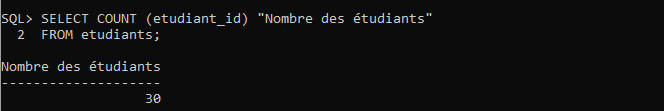 SQL> SELECT COUNT (etudiant_id) "Nombre des étudiants"
  2  FROM etudiants;
Nombre des étudiants
--------------------
                  30